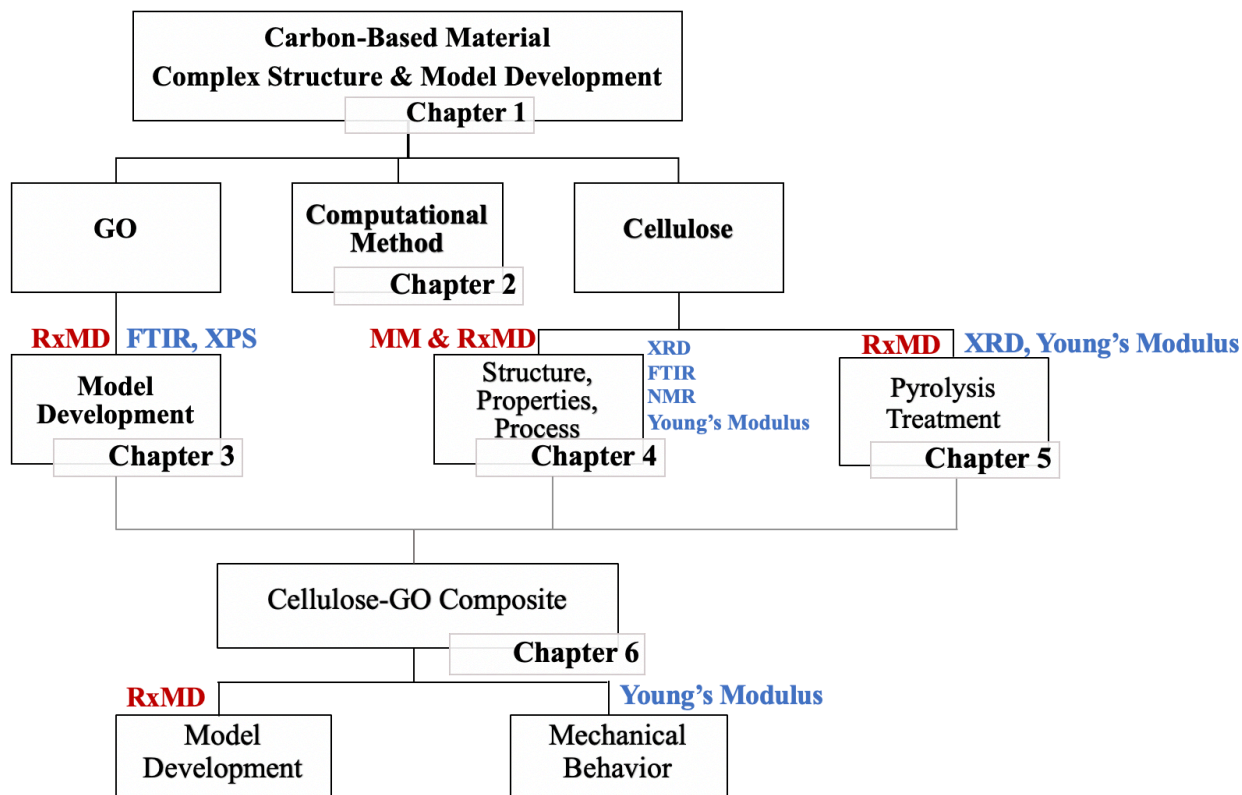 Carbon-Based Material
Complex Structure & Model Development
Chapter 1
GO
Computational
Method
Chapter 2
Cellulose
RxMD
FTIR, XPS
Model
Development
Chapter 3
MM & RxMD
XRD
FTIR
NMR
Young’s Modulus
Structure,
Properties,
Process
Chapter 4
RxMD
XRD, Young’s Modulus
Pyrolysis
Treatment
Chapter 5
Cellulose-GO Composite
Chapter 6
RxMD
Model
Development
Young’s Modulus
Mechanical
Behavior